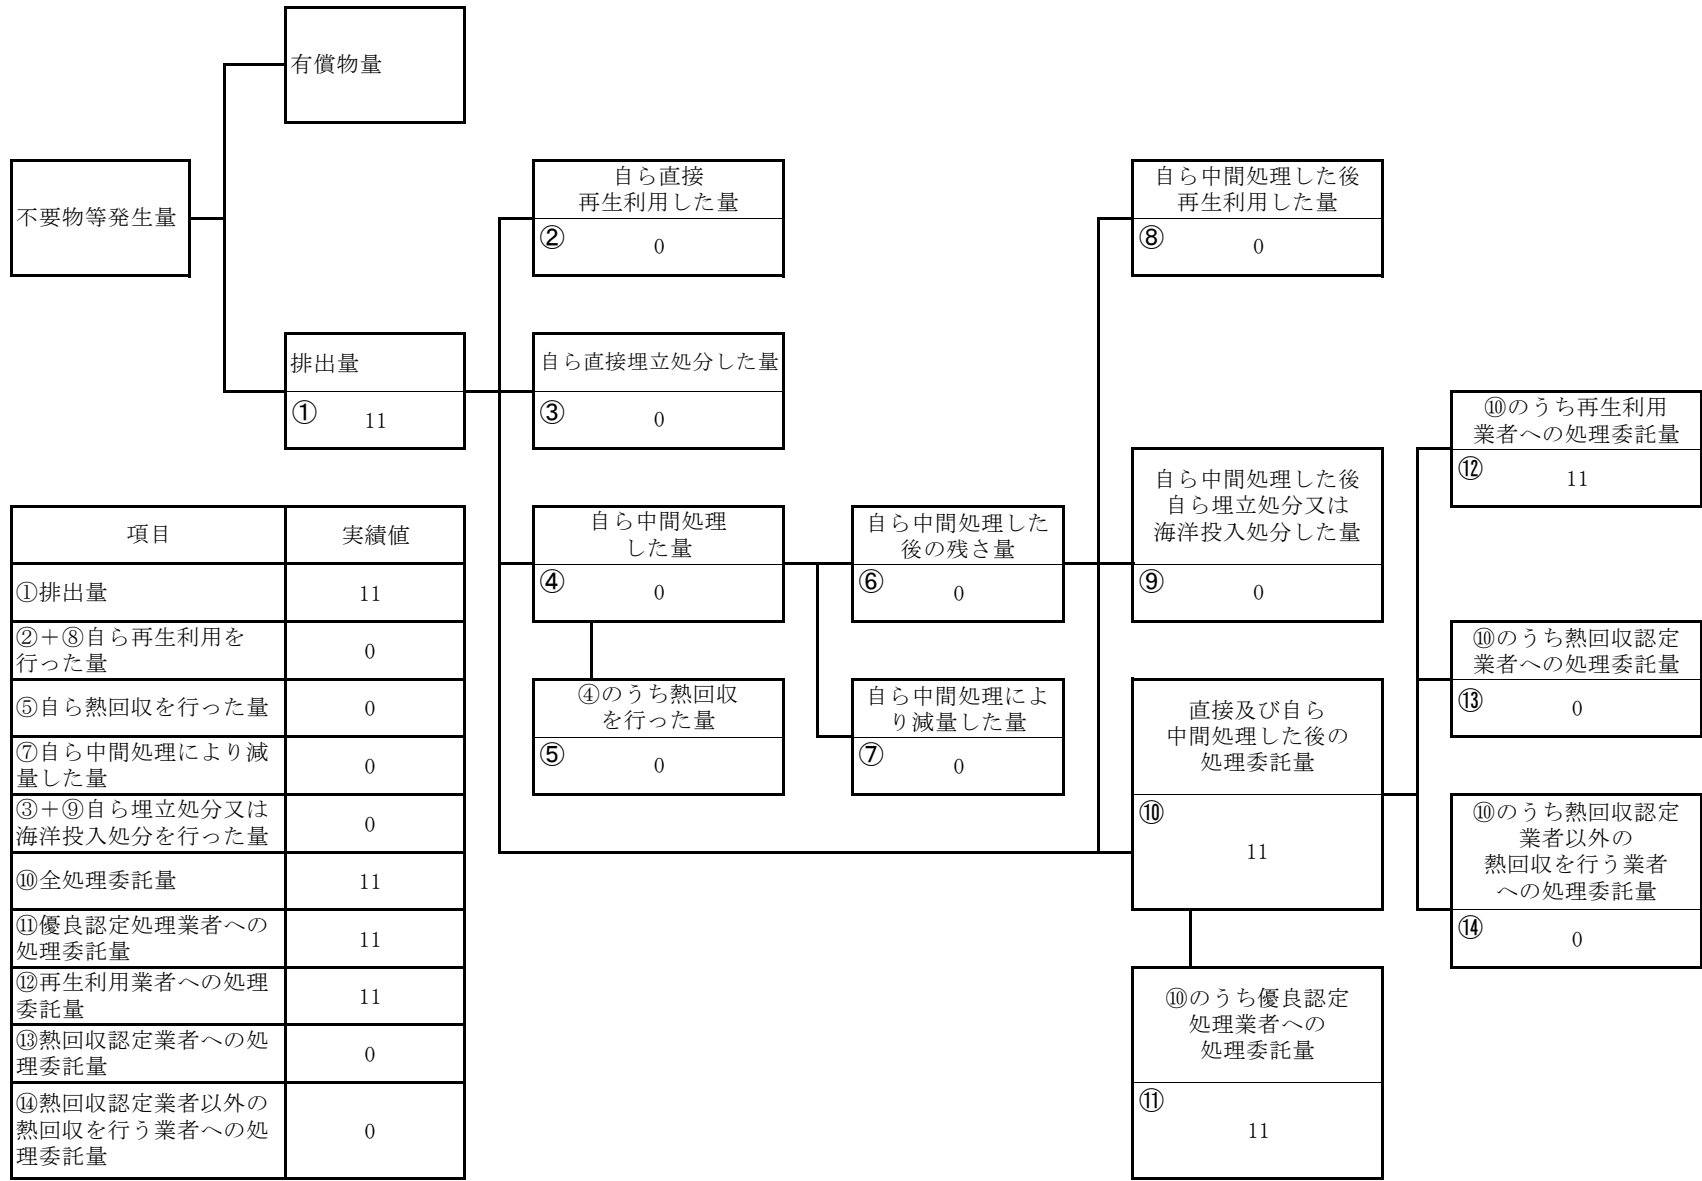 有償物量
不要物等発生量
排出量
①
11
自ら直接
再生利用した量
②
0
自ら直接埋立処分した量
③
0
自ら中間処理
した量
④
0
④のうち熱回収
を行った量
⑤
0
自ら中間処理した
後の残さ量
⑥
0
自ら中間処理によ
り減量した量
⑦
0
自ら中間処理した後
再生利用した量
⑧
0
自ら中間処理した後
自ら埋立処分又は
海洋投入処分した量
⑨
0
直接及び自ら
中間処理した後の
処理委託量
⑩
11
⑩のうち優良認定
処理業者への
処理委託量
⑪
11
⑩のうち再生利用
業者への処理委託量
⑫
11
⑩のうち熱回収認定
業者への処理委託量
⑬
0
⑩のうち熱回収認定
業者以外の
熱回収を行う業者
への処理委託量
⑭
0
項目 実績値
①排出量 11
②＋⑧自ら再生利用を
行った量 0
⑤自ら熱回収を行った量 0
⑦自ら中間処理により減
量した量 0
③＋⑨自ら埋立処分又は
海洋投入処分を行った量 0
⑩全処理委託量 11
⑪優良認定処理業者への
処理委託量 11
⑫再生利用業者への処理
委託量 11
⑬熱回収認定業者への処
理委託量 0
⑭熱回収認定業者以外の
熱回収を行う業者への処
理委託量 0